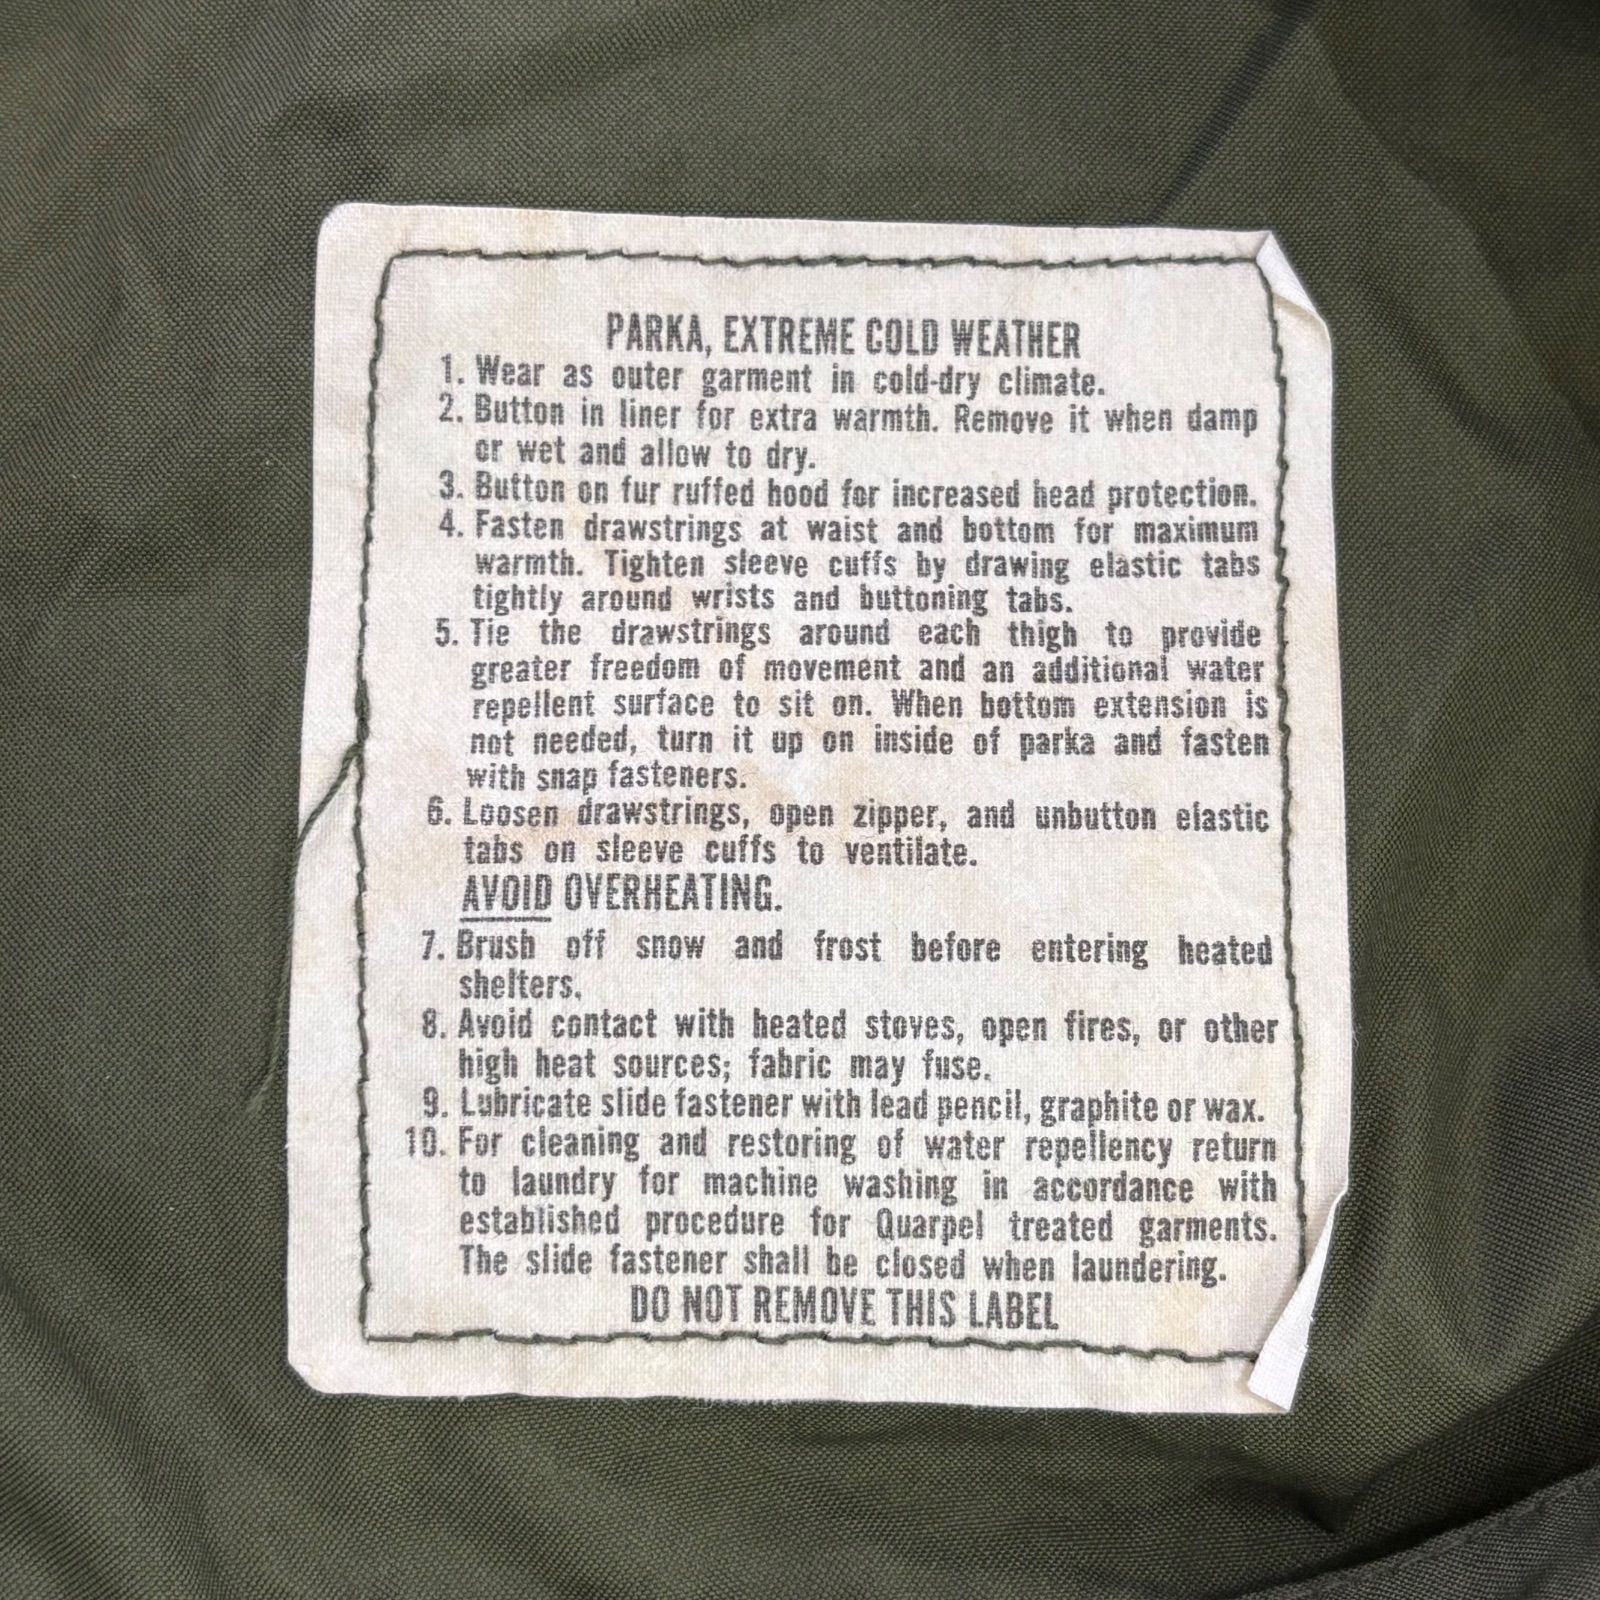 PARKA, EXTREME COLD WEATHER
1. Wear as outer garment in cold-dry climate.
2. Button in liner for extra warmth. Remove it when damp
or wet and allow to dry.
3. Button on fur ruffed hood for increased head protection.
4. Fasten drawstrings at waist and bottom for maximum
warmth. Tighten sleeve cuffs by drawing elastic tabs
tightly around wrists and buttoning tabs.
5. Tie the drawstrings around each thigh to provide
greater freedom of movement and an additional water
repellent surface to sit on. When bottom extension is
not needed, turn it up on inside of parka and fasten
with snap fasteners.
6. Loosen drawstrings, open zipper, and unbutton elastic
tabs on sleeve cuffs to ventilate.
AVOID OVERHEATING.
7. Brush off snow and frost before entering heated
shelters.
8. Avoid contact with heated stoves, open fires, or other
high heat sources; fabric may fuse.
9. Lubricate slide fastener with lead pencil, graphite or wax.
10. For cleaning and restoring of water repellency return
to laundry for machine washing in accordance with
established procedure for Quarpel treated garments.
The slide fastener shall be closed when laundering.
DO NOT REMOVE THIS LABEL